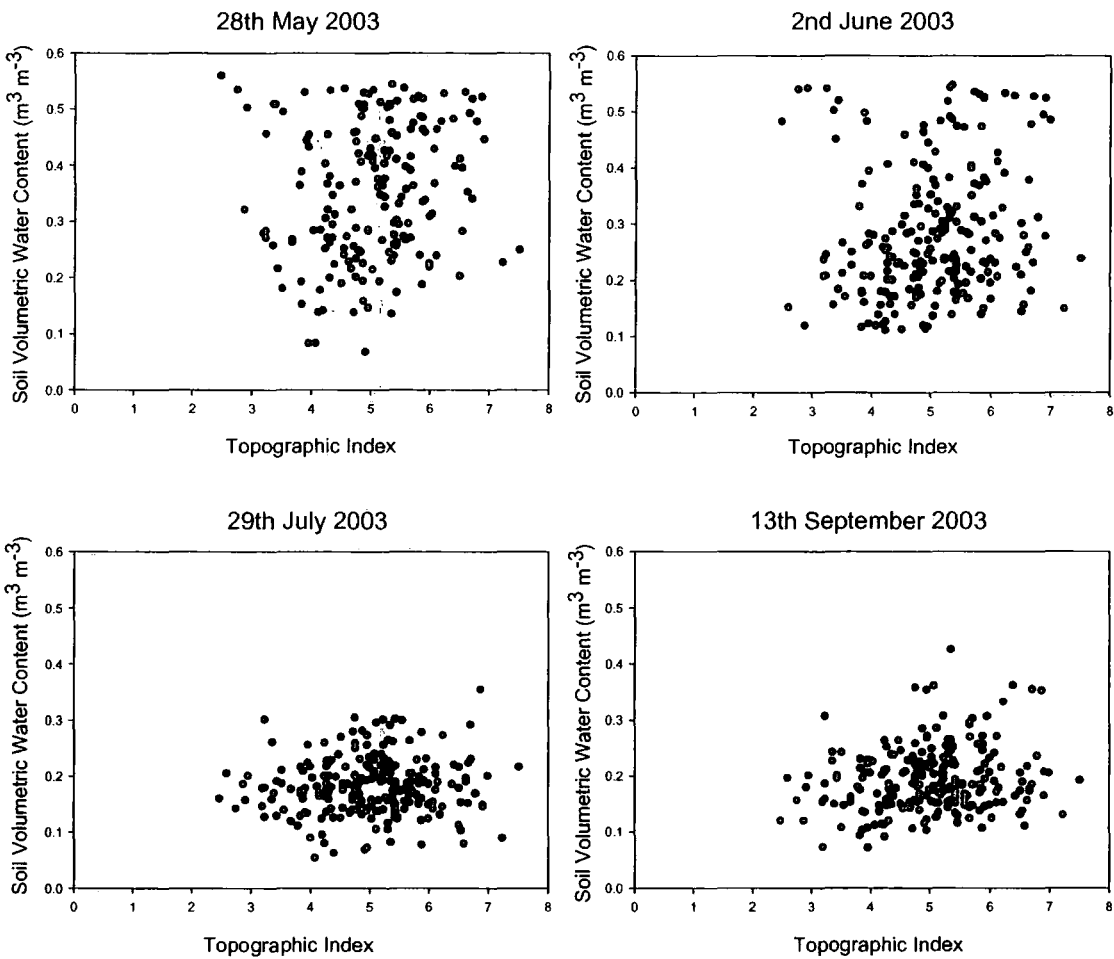 28th May 2003
Soil Volumetric Water Content (m³ m⁻³)
0.6
0.5
0.4
0.3
0.2
0.1
0.0
0 1 2 3 4 5 6 7 8
Topographic Index
2nd June 2003
Soil Volumetric Water Content (m³ m⁻³)
0.6
0.5
0.4
0.3
0.2
0.1
0.0
0 1 2 3 4 5 6 7 8
Topographic Index
29th July 2003
Soil Volumetric Water Content (m³ m⁻³)
0.6
0.5
0.4
0.3
0.2
0.1
0.0
0 1 2 3 4 5 6 7 8
Topographic Index
13th September 2003
Soil Volumetric Water Content (m³ m⁻³)
0.6
0.5
0.4
0.3
0.2
0.1
0.0
0 1 2 3 4 5 6 7 8
Topographic Index